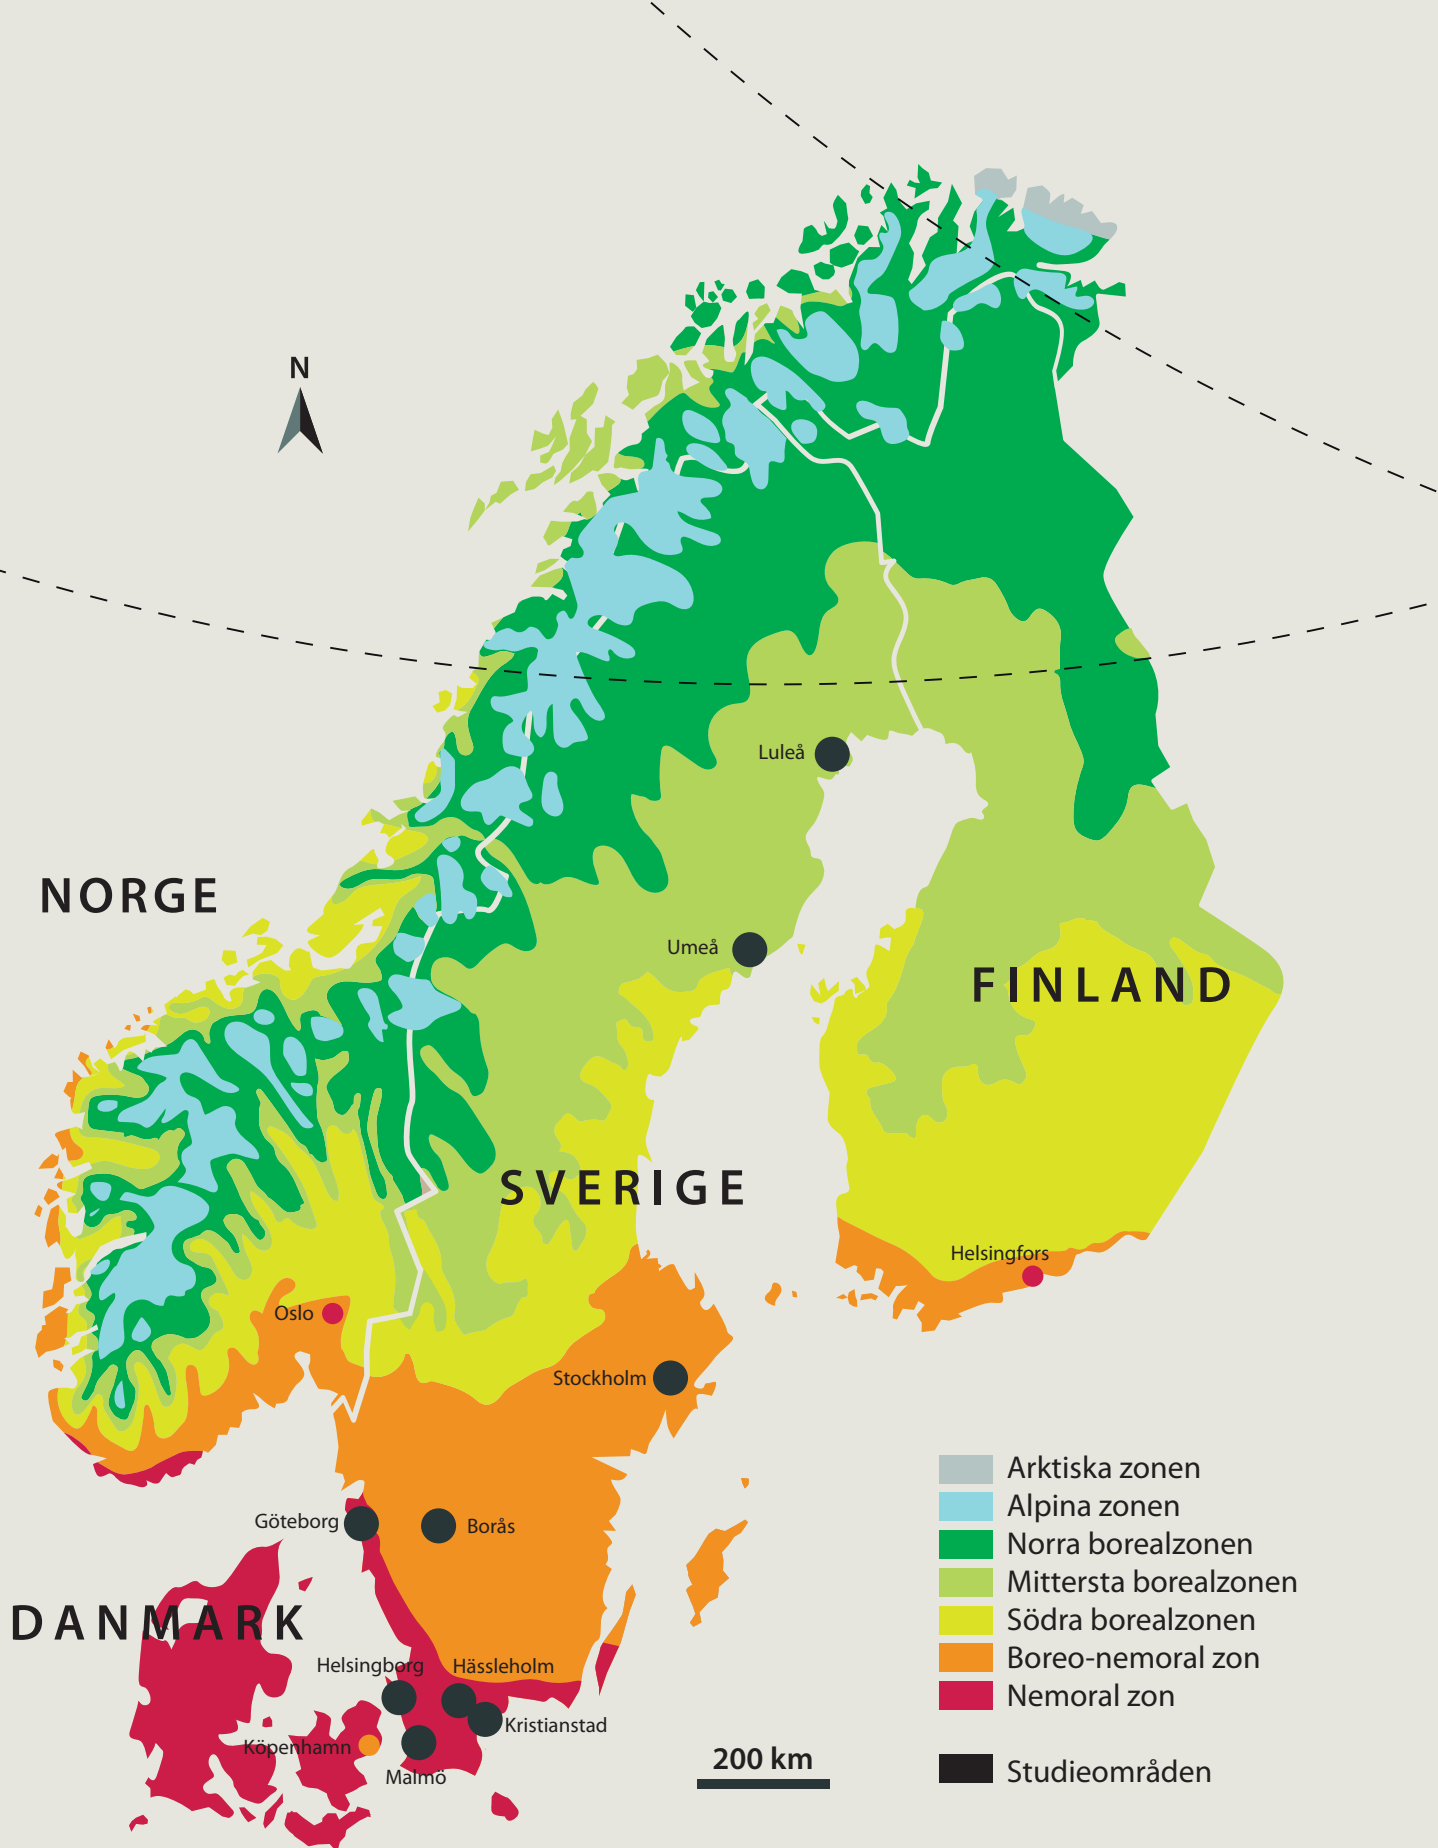 N
Luleå
NORGE
Umeå
FINLAND
SVERIGE
Helsingfors
Oslo
Stockholm
Göteborg
Borås
DANMARK
Helsingborg
Hässleholm
Kristianstad
Köpenhamn
Malmö
200 km
Arktiska zonen
Alpina zonen
Norra borealzonen
Mittersta borealzonen
Södra borealzonen
Boreo-nemoral zon
Nemoral zon
Studieområden